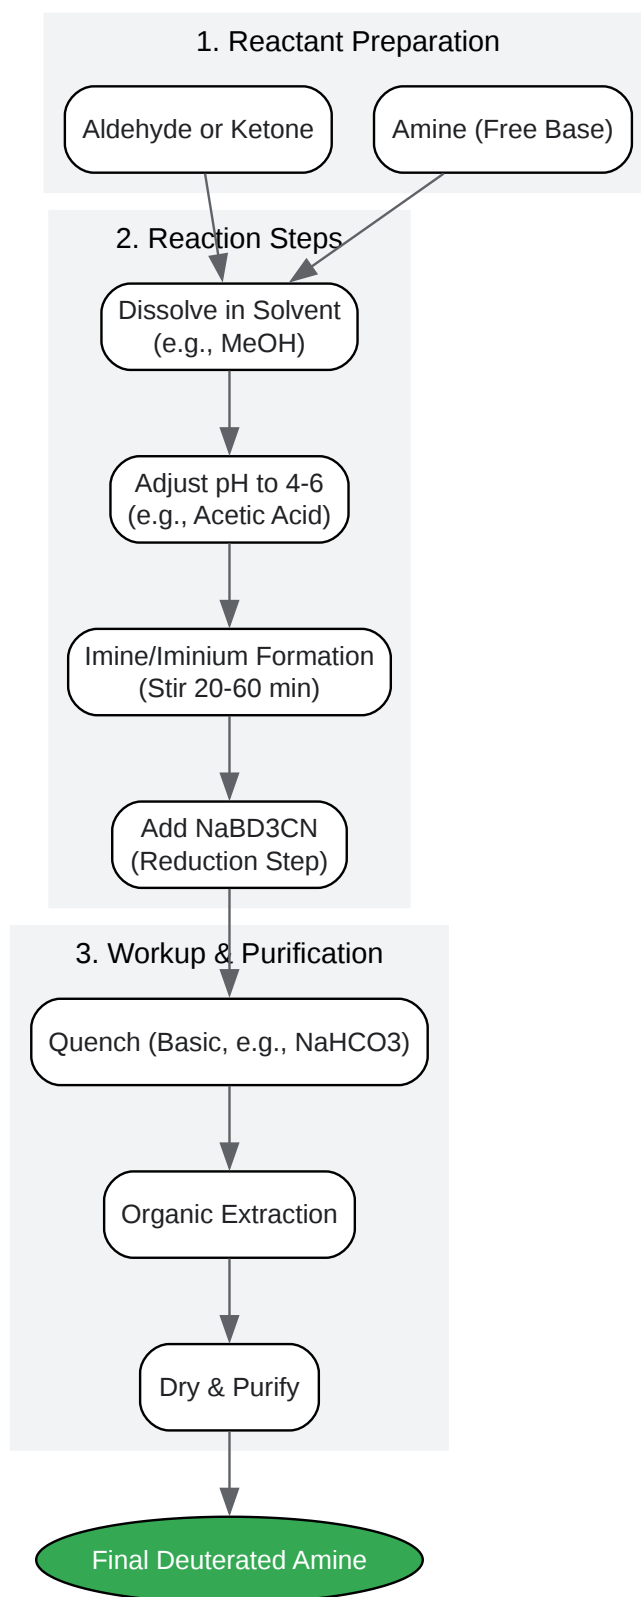 1. Reactant Preparation
Aldehyde or Ketone
Amine (Free Base)
2. Reaction Steps
Dissolve in Solvent
(e.g., MeOH)
Adjust pH to 4-6
(e.g., Acetic Acid)
Imine/Iminium Formation
(Stir 20-60 min)
Add NaBD3CN
(Reduction Step)
3. Workup & Purification
Quench (Basic, e.g., NaHCO3)
Organic Extraction
Dry & Purify
Final Deuterated Amine